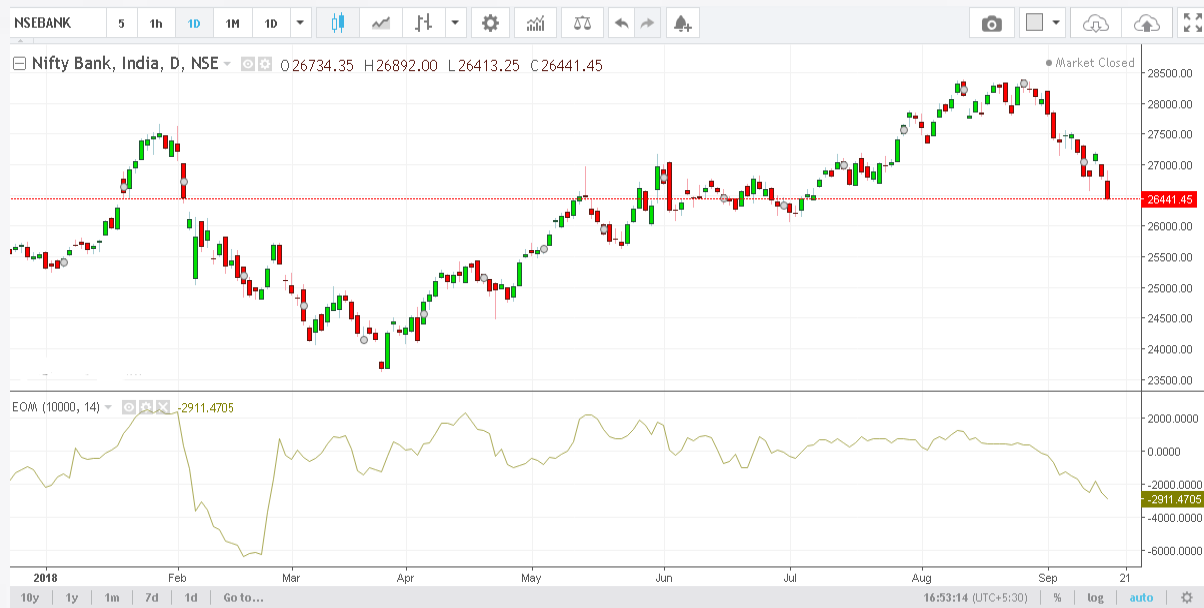 NSEBANK 5 1h 1D 1M 1D
Nifty Bank, India, D, NSE O26734.35 H26892.00 L26413.25 C26441.45
Market Closed
28500.00
28000.00
27500.00
27000.00
26441.45
26000.00
25500.00
25000.00
24500.00
24000.00
23500.00
EOM (10000, 14) -2911.4705
2000.0000
0.0000
-2000.0000
-2911.4705
-4000.0000
-6000.0000
2018 Feb Mar Apr May Jun Jul Aug Sep 21
10y 1y 1m 7d 1d Go to... 16:53:14 (UTC+5:30) % log auto